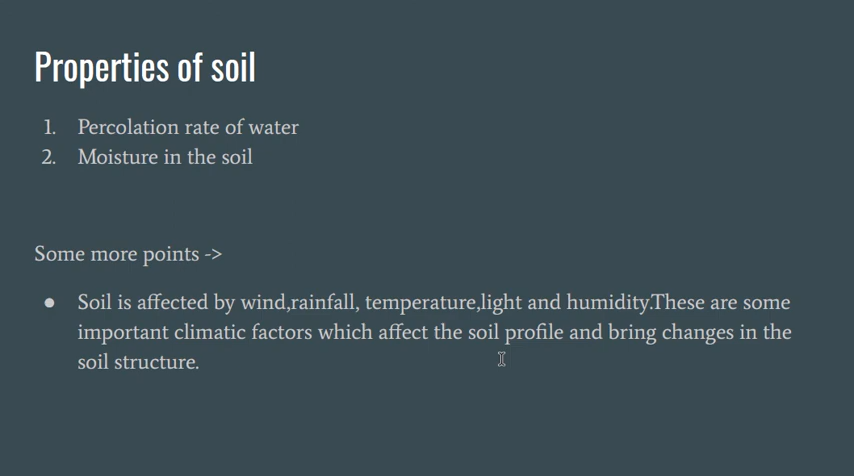 Properties of soil
1. Percolation rate of water
2. Moisture in the soil
Some more points ->
● Soil is affected by wind,rainfall, temperature,light and humidity.These are some
important climatic factors which affect the soil profile and bring changes in the
soil structure.